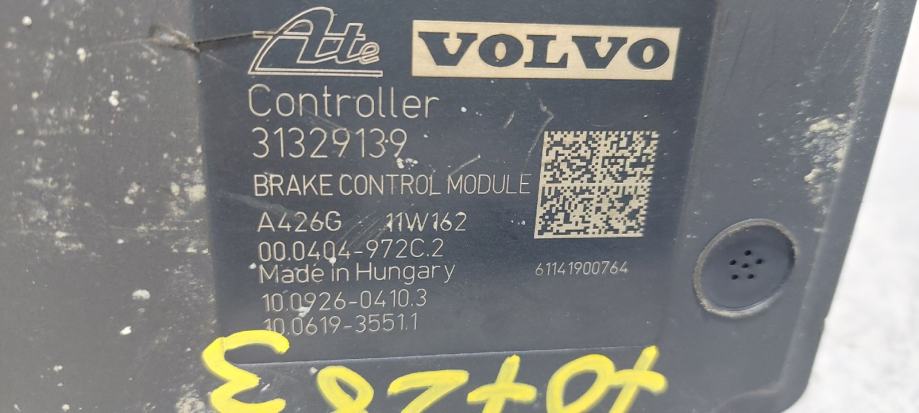 Ate VOLVO
Controller
31329139
BRAKE CONTROL MODULE
A426G 11W162
00.0404-972C.2
Made in Hungary 61141900764
10.0926-0410.3
10.0619-3551.1